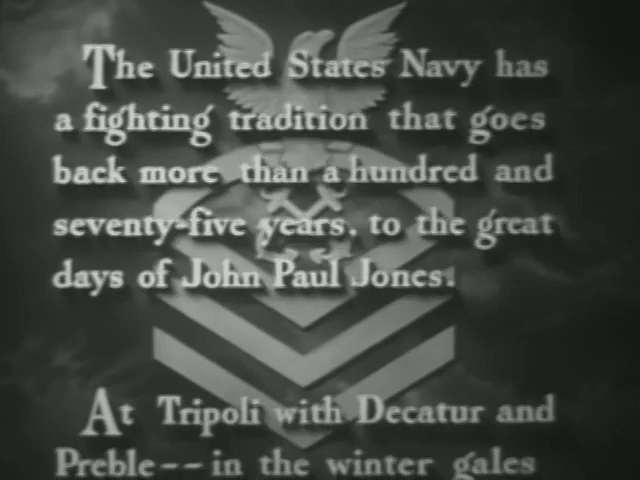 The United States Navy has
a fighting tradition that goes
back more than a hundred and
seventy-five years. to the great
days of John Paul Jones.
At Tripoli with Decatur and
Preble--in the winter gales